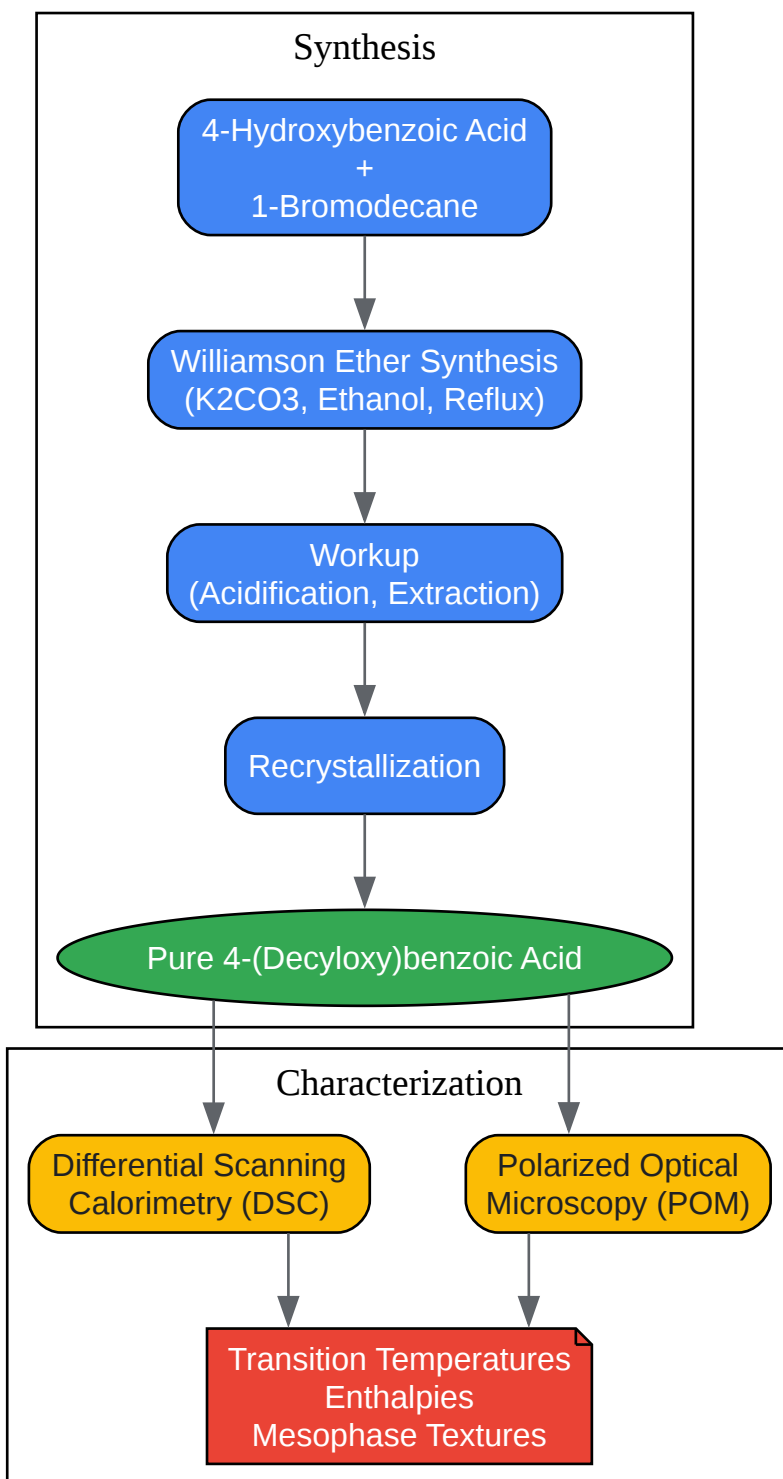 Synthesis
4-Hydroxybenzoic Acid
+
1-Bromodecane
Williamson Ether Synthesis
(K2CO3, Ethanol, Reflux)
Workup
(Acidification, Extraction)
Recrystallization
Pure 4-(Decyloxy)benzoic Acid
Characterization
Differential Scanning
Calorimetry (DSC)
Polarized Optical
Microscopy (POM)
Transition Temperatures
Enthalpies
Mesophase Textures